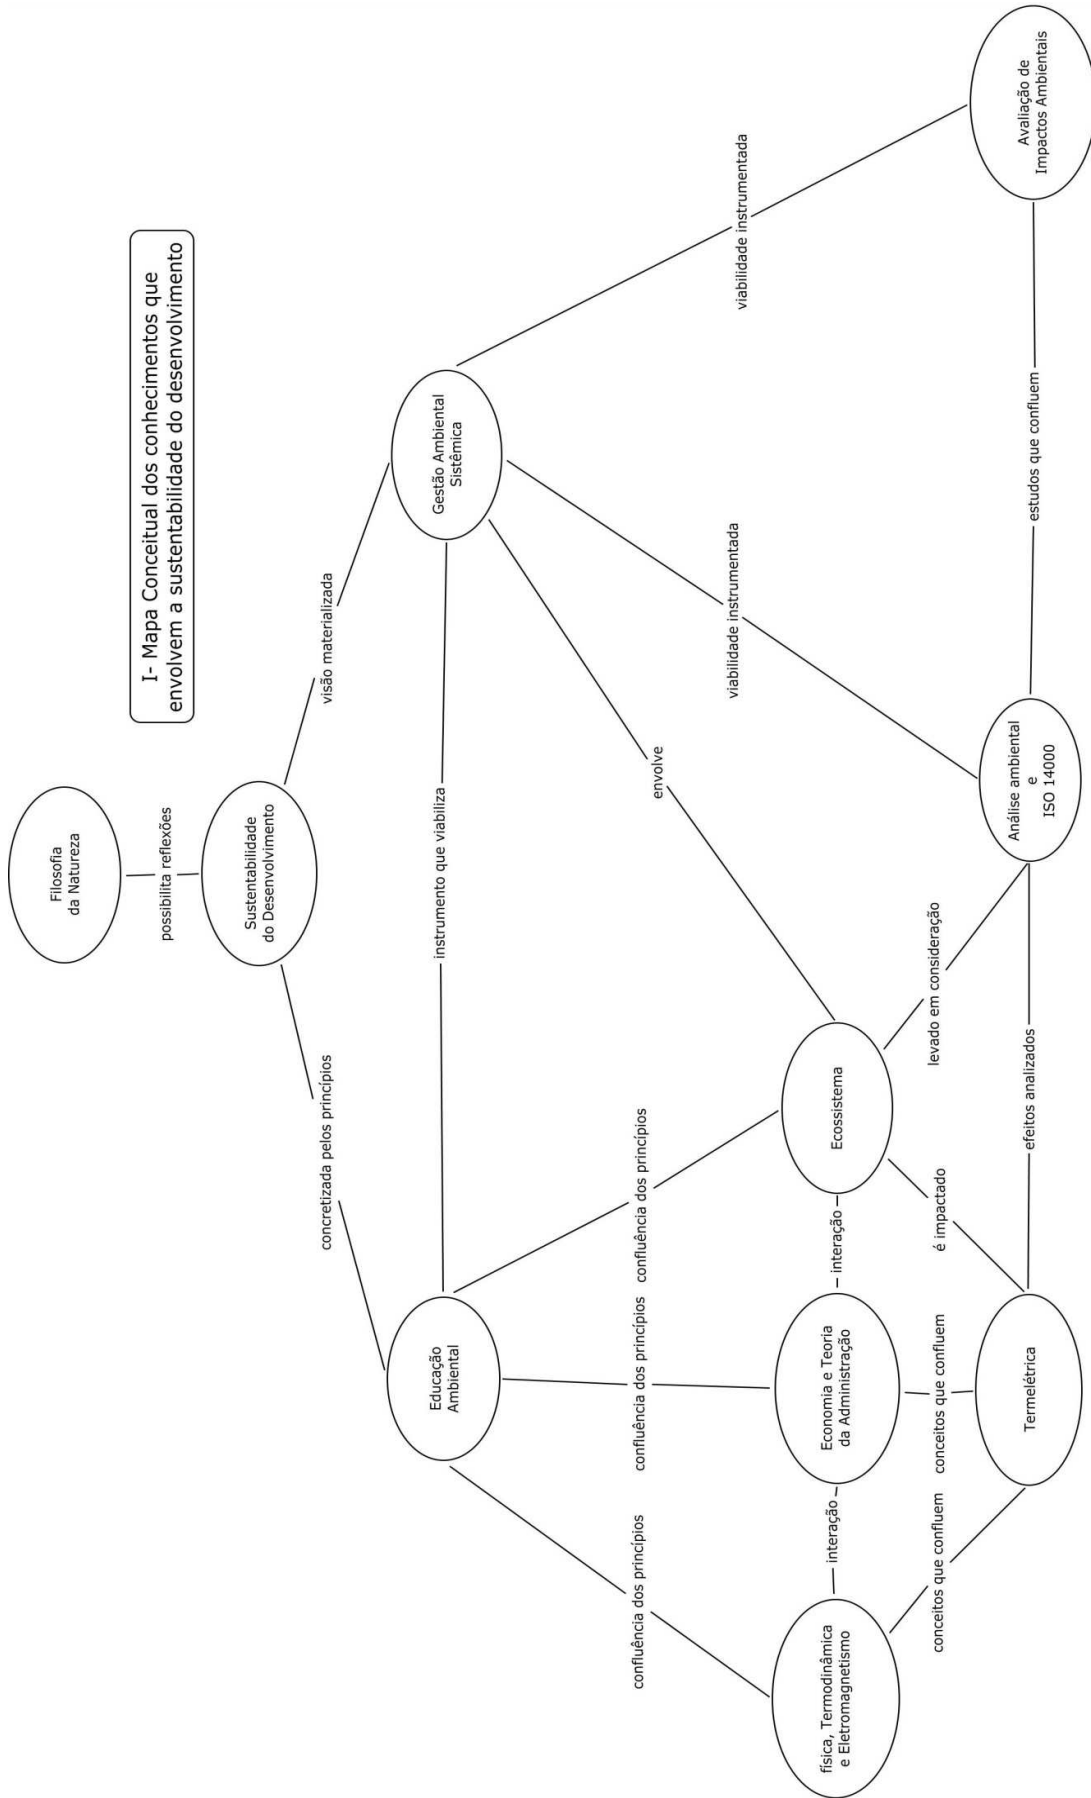 I- Mapa Conceitual dos conhecimentos que
envolvem a sustentabilidade do desenvolvimento
Filosofia
da Natureza
possibilita reflexões
Sustentabilidade
do Desenvolvimento
concretizada pelos princípios
visão materializada
Educação
Ambiental
instrumento que viabiliza
Gestão Ambiental
Sistêmica
confluência dos princípios
confluência dos princípios
confluência dos princípios
envolve
viabilidade instrumentada
viabilidade instrumentada
física, Termodinâmica
e Eletromagnetismo
interação
Economia e Teoria
da Administração
interação
Ecossistema
conceitos que confluem
conceitos que confluem
é impactado
levado em consideração
Termelétrica
efeitos analizados
Análise ambiental
e
ISO 14000
estudos que confluem
Avaliação de
Impactos Ambientais